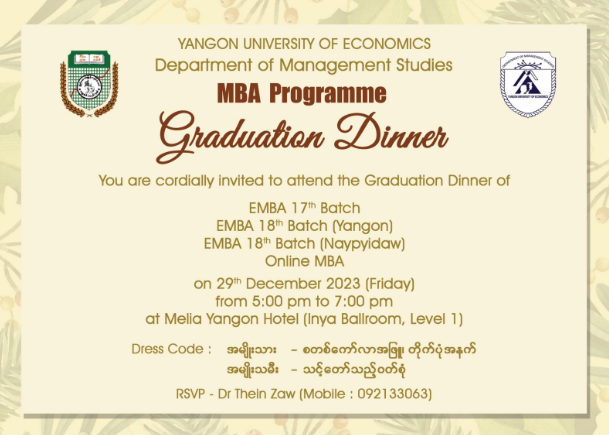 YANGON UNIVERSITY OF ECONOMICS
Department of Management Studies
MBA Programme
Graduation Dinner
You are cordially invited to attend the Graduation Dinner of
EMBA 17th Batch
EMBA 18th Batch (Yangon)
EMBA 18th Batch (Naypyidaw)
Online MBA
on 29th December 2023 (Friday)
from 5:00 pm to 7:00 pm
at Melia Yangon Hotel (Inya Ballroom, Level 1)
Dress Code : အမျိုးသား – စတစ်ကော်လာအဖြူ၊ တိုက်ပုံအနက်
အမျိုးသမီး – သင့်တော်သည့်ဝတ်စုံ
RSVP - Dr Thein Zaw (Mobile : 092133063)